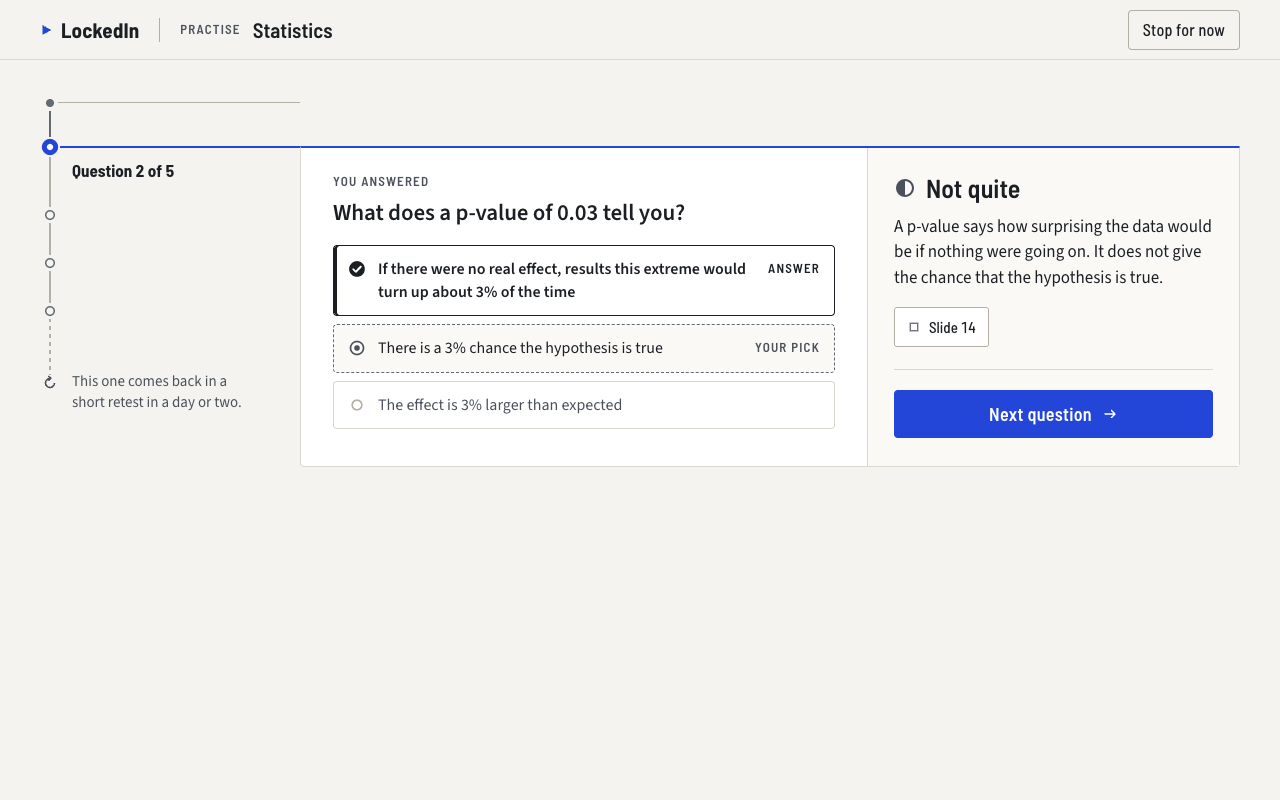 LockedIn
PRACTISE Statistics
Stop for now
Question 2 of 5
YOU ANSWERED
What does a p-value of 0.03 tell you?
If there were no real effect, results this extreme would
turn up about 3% of the time
ANSWER
There is a 3% chance the hypothesis is true
YOUR PICK
The effect is 3% larger than expected
Not quite
A p-value says how surprising the data would
be if nothing were going on. It does not give
the chance that the hypothesis is true.
Slide 14
Next question
This one comes back in a
short retest in a day or two.